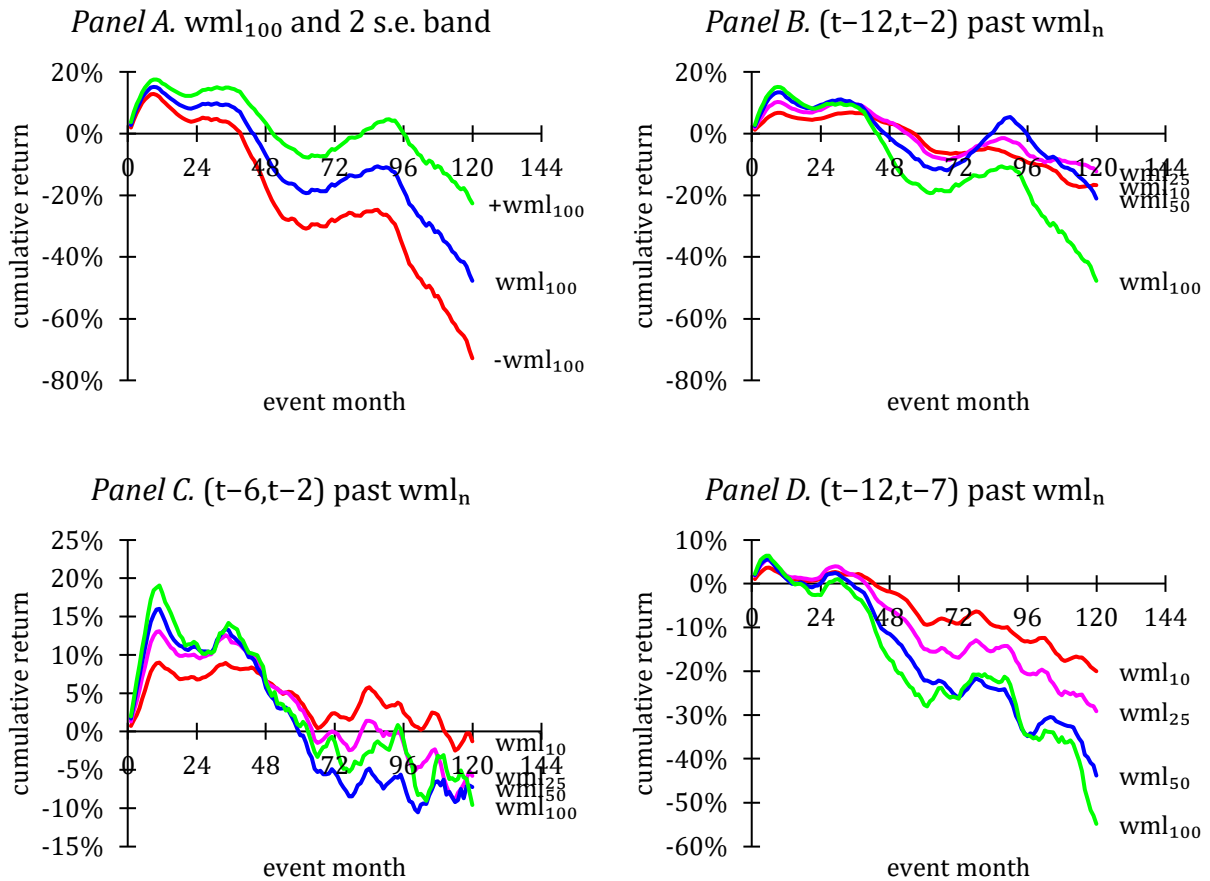 Panel A. wml₁₀₀ and 2 s.e. band
20%
0%
-20%
-40%
-60%
-80%
0 24 48 72 96 120 144
+wml₁₀₀
wml₁₀₀
-wml₁₀₀
cumulative return
event month
Panel B. (t−12,t−2) past wmlₙ
20%
0%
-20%
-40%
-60%
-80%
0 24 48 72 96 120 144
wml₂₅
wml₅₀
wml₁₀₀
cumulative return
event month
Panel C. (t−6,t−2) past wmlₙ
25%
20%
15%
10%
5%
0%
-5%
-10%
-15%
0 24 48 72 96 120 144
wml₁₀
wml₂₅
wml₅₀
wml₁₀₀
cumulative return
event month
Panel D. (t−12,t−7) past wmlₙ
10%
0%
-10%
-20%
-30%
-40%
-50%
-60%
0 24 48 72 96 120 144
wml₁₀
wml₂₅
wml₅₀
wml₁₀₀
cumulative return
event month